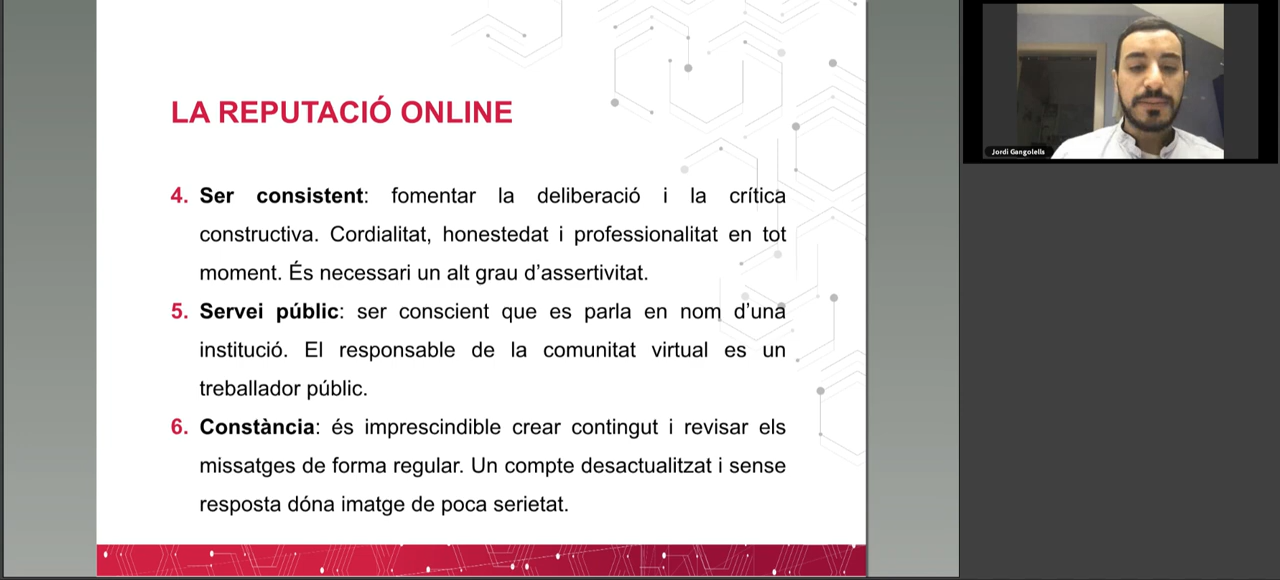 LA REPUTACIÓ ONLINE
4. Ser consistent: fomentar la deliberació i la crítica
constructiva. Cordialitat, honestedat i professionalitat en tot
moment. És necessari un alt grau d’assertivitat.
5. Servei públic: ser conscient que es parla en nom d’una
institució. El responsable de la comunitat virtual es un
treballador públic.
6. Constància: és imprescindible crear contingut i revisar els
missatges de forma regular. Un compte desactualitzat i sense
resposta dóna imatge de poca serietat.
Jordi Gangolells